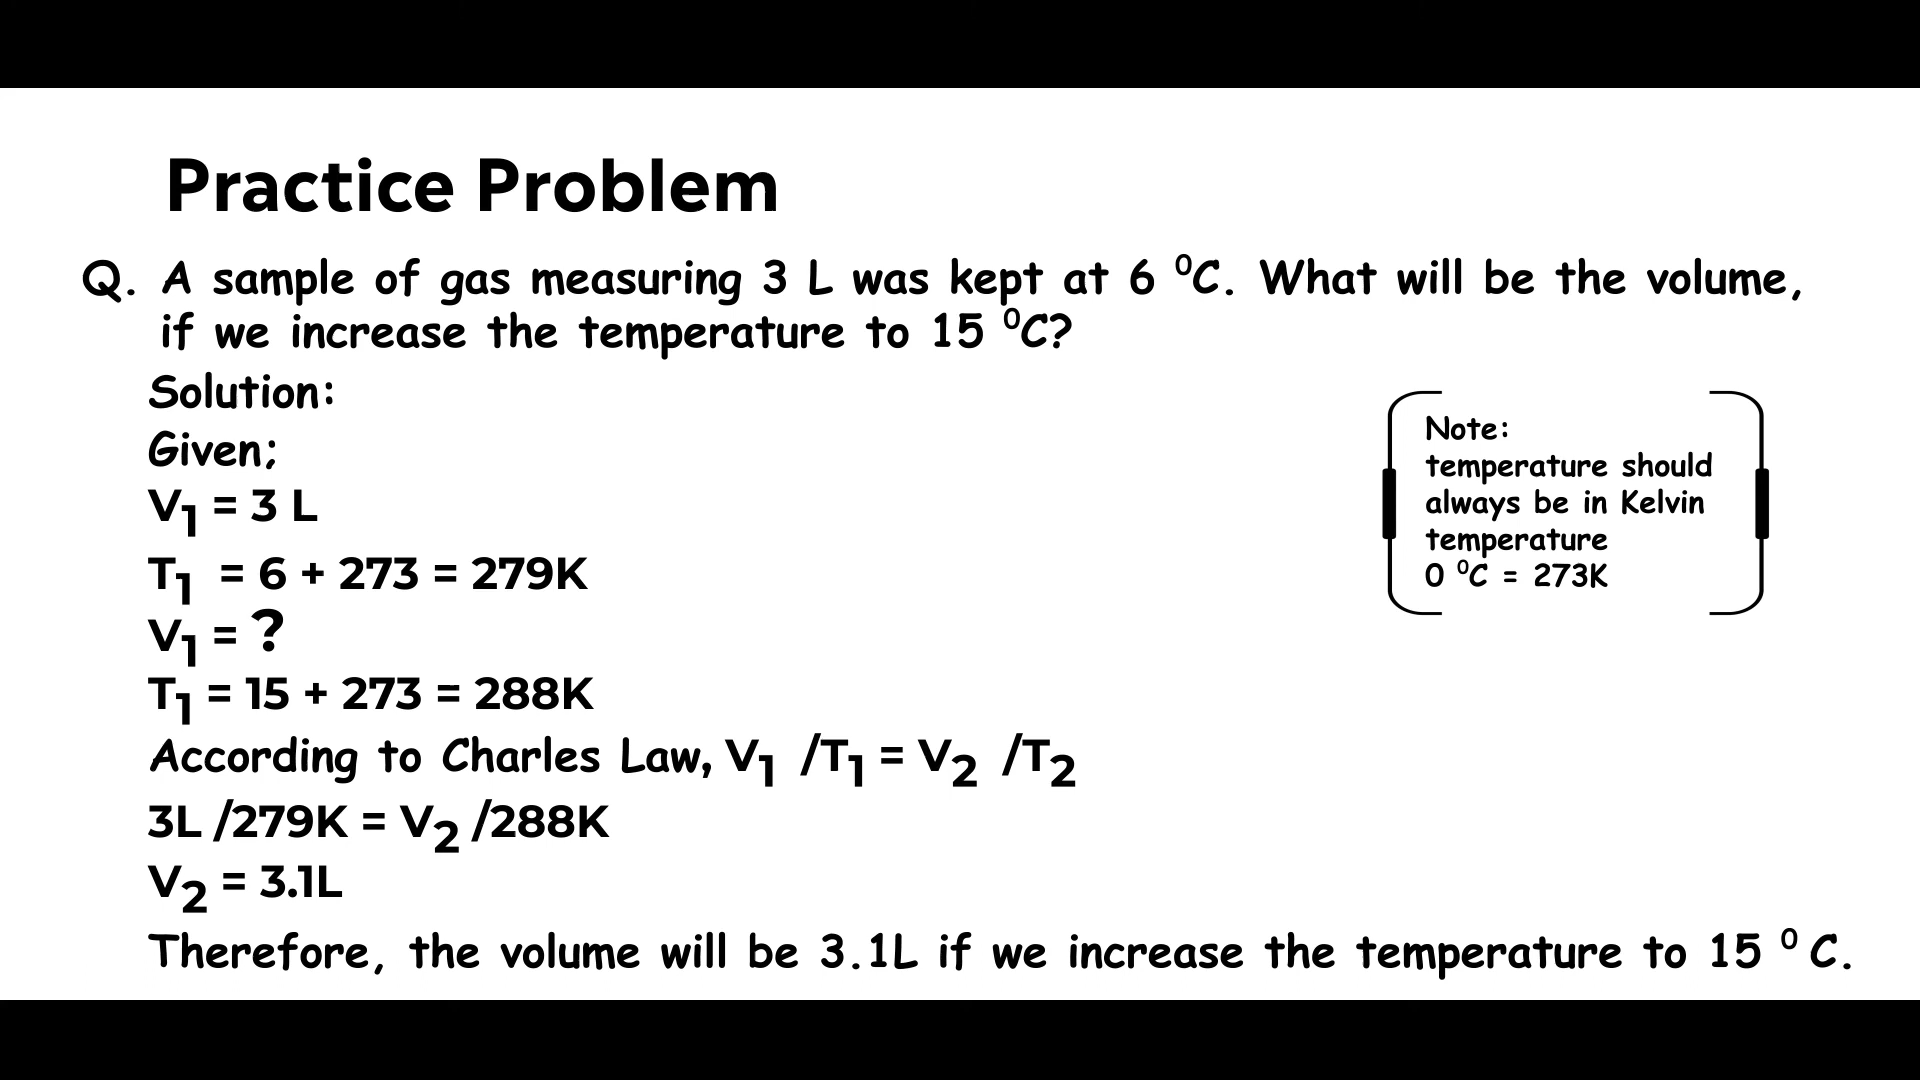 Practice Problem
Q. A sample of gas measuring 3 L was kept at 6 ⁰C. What will be the volume,
if we increase the temperature to 15 ⁰C?
Solution:
Given;
V₁ = 3 L
T₁ = 6 + 273 = 279K
V₁ = ?
T₁ = 15 + 273 = 288K
According to Charles Law, V₁ /T₁ = V₂ /T₂
3L /279K = V₂ /288K
V₂ = 3.1L
Therefore, the volume will be 3.1L if we increase the temperature to 15 ⁰ C.
Note:
temperature should
always be in Kelvin
temperature
0 ⁰C = 273K